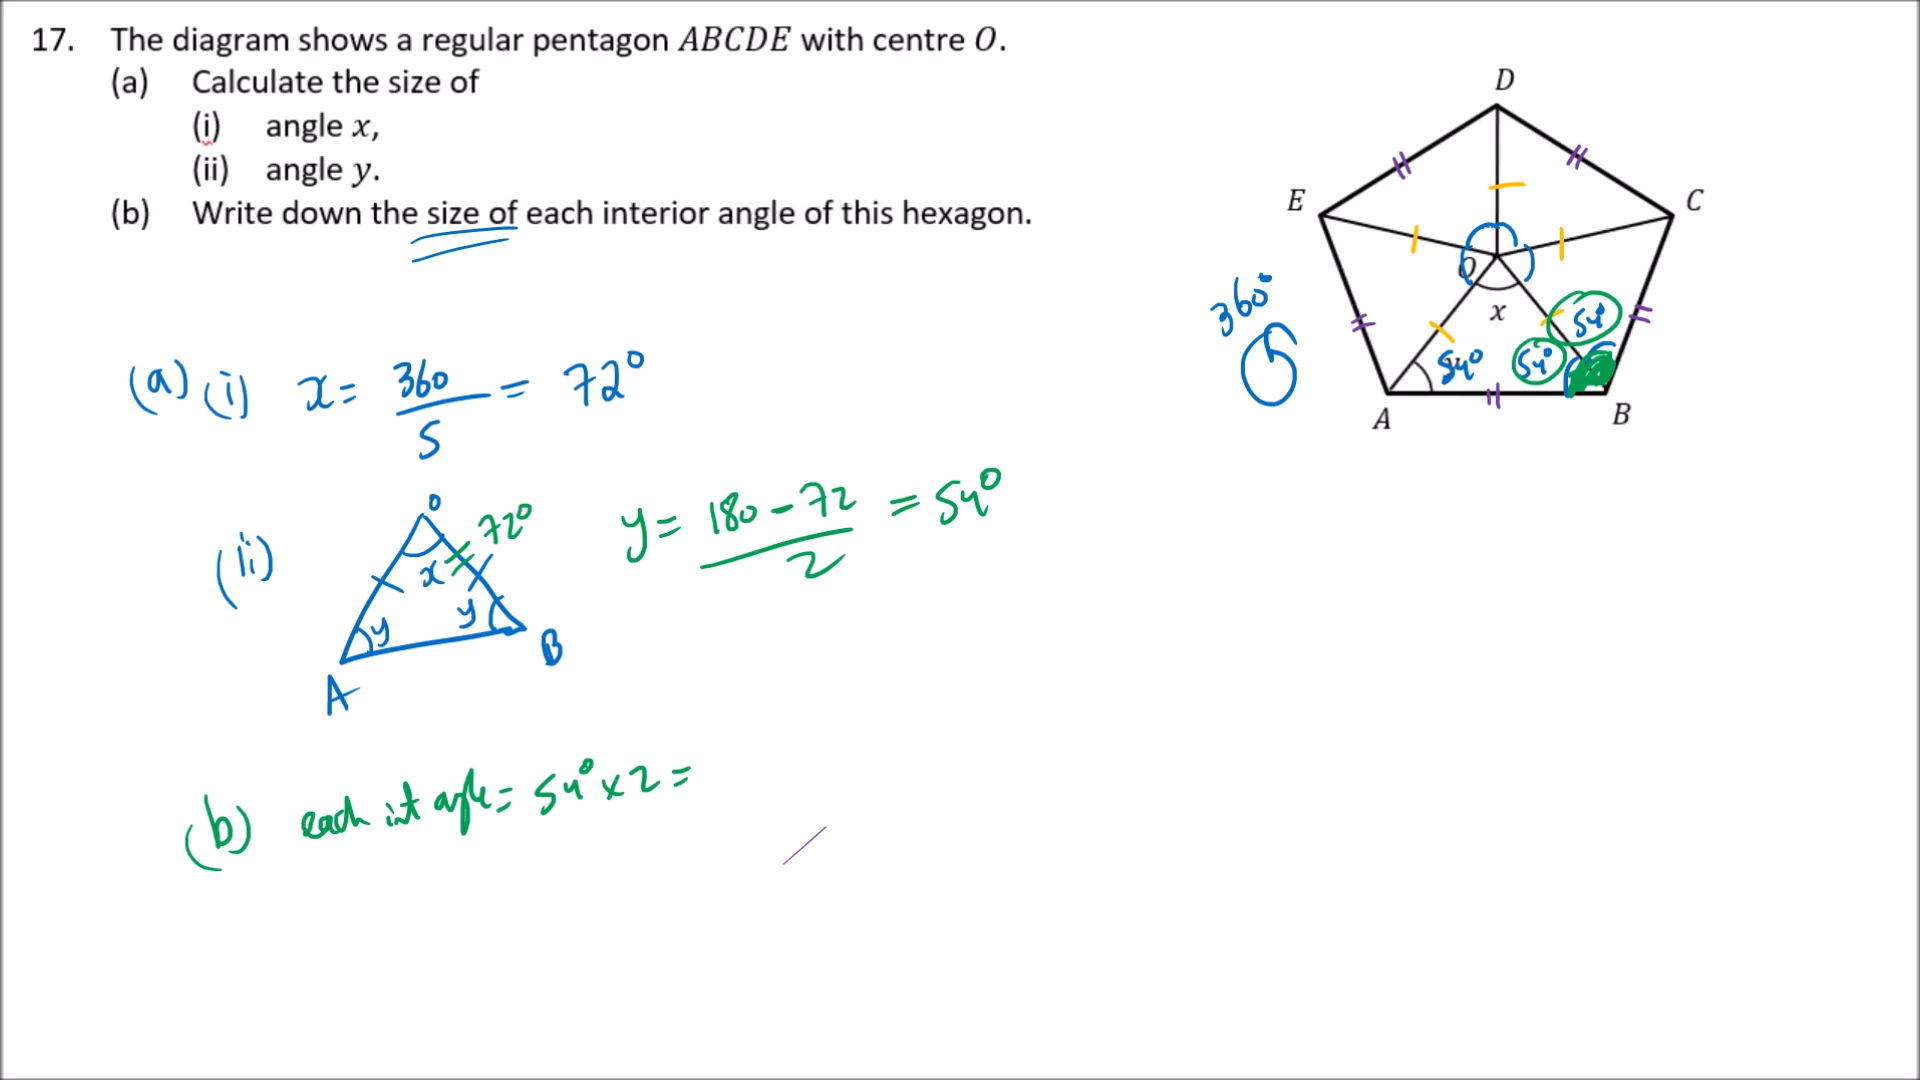 17. The diagram shows a regular pentagon ABCDE with centre O.
(a) Calculate the size of
(i) angle x,
(ii) angle y.
(b) Write down the size of each interior angle of this hexagon.
D
E
C
O
x
360°
54°
54°
54°
A
B
(a) (i) x = 360/5 = 72°
(ii)
O
72°
x
y
y
A
B
y = 180 - 72 / 2 = 54°
(b) each int angle = 54° x 2 =